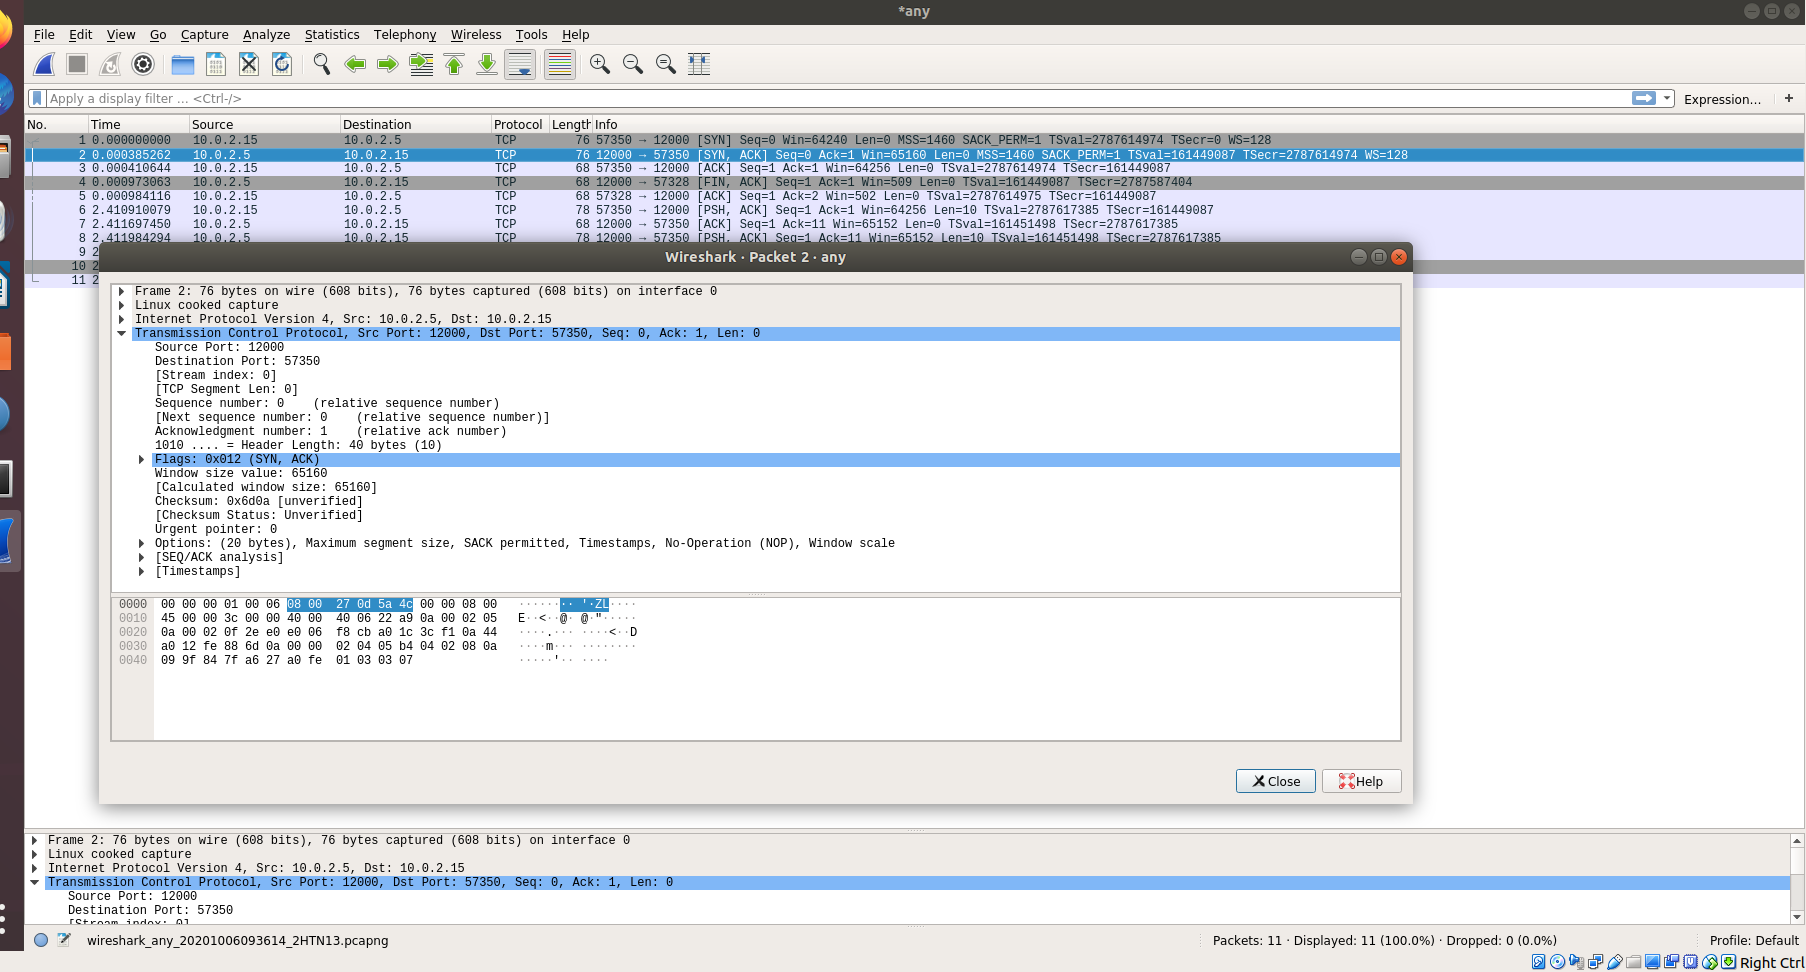 *any
File Edit View Go Capture Analyze Statistics Telephony Wireless Tools Help
Apply a display filter ... <Ctrl-/> Expression... +
No. Time Source Destination Protocol Length Info
1 0.000000000 10.0.2.15 10.0.2.5 TCP 76 57350 → 12000 [SYN] Seq=0 Win=64240 Len=0 MSS=1460 SACK_PERM=1 TSval=2787614974 TSecr=0 WS=128
2 0.000385262 10.0.2.5 10.0.2.15 TCP 76 12000 → 57350 [SYN, ACK] Seq=0 Ack=1 Win=65160 Len=0 MSS=1460 SACK_PERM=1 TSval=161449087 TSecr=2787614974 WS=128
3 0.000410644 10.0.2.15 10.0.2.5 TCP 68 57350 → 12000 [ACK] Seq=1 Ack=1 Win=64256 Len=0 TSval=2787614974 TSecr=161449087
4 0.000973063 10.0.2.5 10.0.2.15 TCP 68 12000 → 57328 [FIN, ACK] Seq=1 Ack=1 Win=509 Len=0 TSval=161449087 TSecr=2787587404
5 0.000984116 10.0.2.15 10.0.2.5 TCP 68 57328 → 12000 [ACK] Seq=1 Ack=2 Win=502 Len=0 TSval=2787614975 TSecr=161449087
6 2.410910079 10.0.2.15 10.0.2.5 TCP 78 57350 → 12000 [PSH, ACK] Seq=1 Ack=1 Win=64256 Len=10 TSval=2787617385 TSecr=161449087
7 2.411697450 10.0.2.5 10.0.2.15 TCP 68 12000 → 57350 [ACK] Seq=1 Ack=11 Win=65152 Len=0 TSval=161451498 TSecr=2787617385
8 2.411984294 10.0.2.5 10.0.2.15 TCP 78 12000 → 57350 [PSH, ACK] Seq=1 Ack=11 Win=65152 Len=10 TSval=161451498 TSecr=2787617385
9 2
10 2
11 2
Wireshark · Packet 2 · any
Frame 2: 76 bytes on wire (608 bits), 76 bytes captured (608 bits) on interface 0
Linux cooked capture
Internet Protocol Version 4, Src: 10.0.2.5, Dst: 10.0.2.15
Transmission Control Protocol, Src Port: 12000, Dst Port: 57350, Seq: 0, Ack: 1, Len: 0
Source Port: 12000
Destination Port: 57350
[Stream index: 0]
[TCP Segment Len: 0]
Sequence number: 0 (relative sequence number)
[Next sequence number: 0 (relative sequence number)]
Acknowledgment number: 1 (relative ack number)
1010 .... = Header Length: 40 bytes (10)
Flags: 0x012 (SYN, ACK)
Window size value: 65160
[Calculated window size: 65160]
Checksum: 0x6d0a [unverified]
[Checksum Status: Unverified]
Urgent pointer: 0
Options: (20 bytes), Maximum segment size, SACK permitted, Timestamps, No-Operation (NOP), Window scale
[SEQ/ACK analysis]
[Timestamps]
0000 00 00 00 01 00 06 08 00 27 0d 5a 4c 00 00 08 00 ········ '·ZL····
0010 45 00 00 3c 00 00 40 00 40 06 22 a9 0a 00 02 05 E··<··@· @·"·····
0020 0a 00 02 0f 2e e0 e0 06 f8 cb a0 1c 3c f1 0a 44 ····.··· ····<··D
0030 a0 12 fe 88 6d 0a 00 00 02 04 05 b4 04 02 08 0a ····m··· ········
0040 09 9f 84 7f a6 27 a0 fe 01 03 03 07 ·····'·· ····
Close Help
Frame 2: 76 bytes on wire (608 bits), 76 bytes captured (608 bits) on interface 0
Linux cooked capture
Internet Protocol Version 4, Src: 10.0.2.5, Dst: 10.0.2.15
Transmission Control Protocol, Src Port: 12000, Dst Port: 57350, Seq: 0, Ack: 1, Len: 0
Source Port: 12000
Destination Port: 57350
[Stream index: 0]
wireshark_any_20201006093614_2HTN13.pcapng Packets: 11 · Displayed: 11 (100.0%) · Dropped: 0 (0.0%) Profile: Default
Right Ctrl